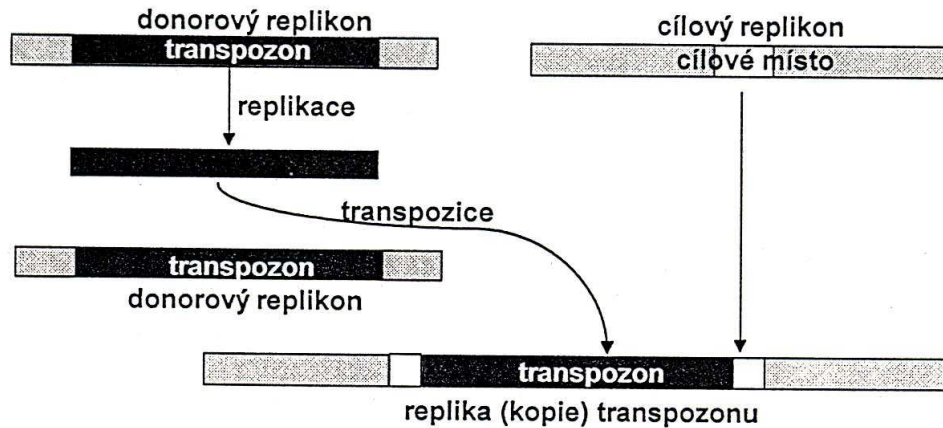 donorový replikon
transpozon
cílový replikon
cílové místo
replikace
transpozice
transpozon
donorový replikon
transpozon
replika (kopie) transpozonu